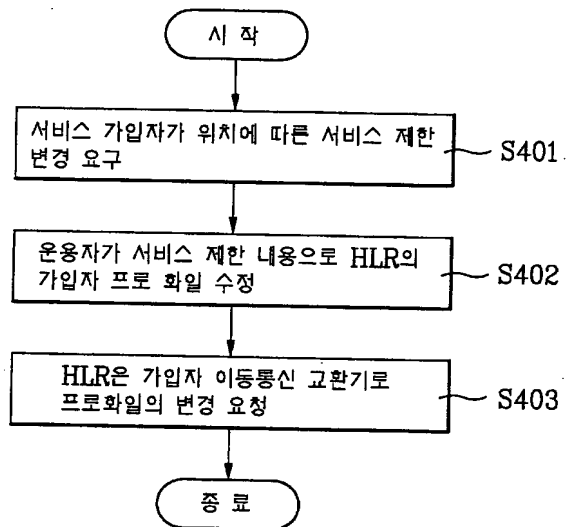 시 작
서비스 가입자가 위치에 따른 서비스 제한
변경 요구
S401
운용자가 서비스 제한 내용으로 HLR의
가입자 프로 화일 수정
S402
HLR은 가입자 이동통신 교환기로
프로화일의 변경 요청
S403
종 료